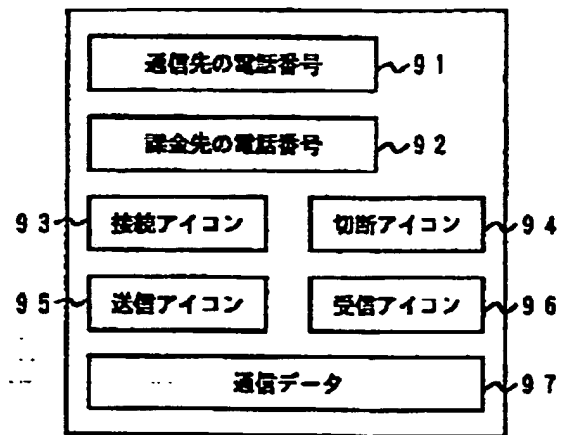 通信先の電話番号 91
課金先の電話番号 92
93 接続アイコン 切断アイコン 94
95 送信アイコン 受信アイコン 96
通信データ 97